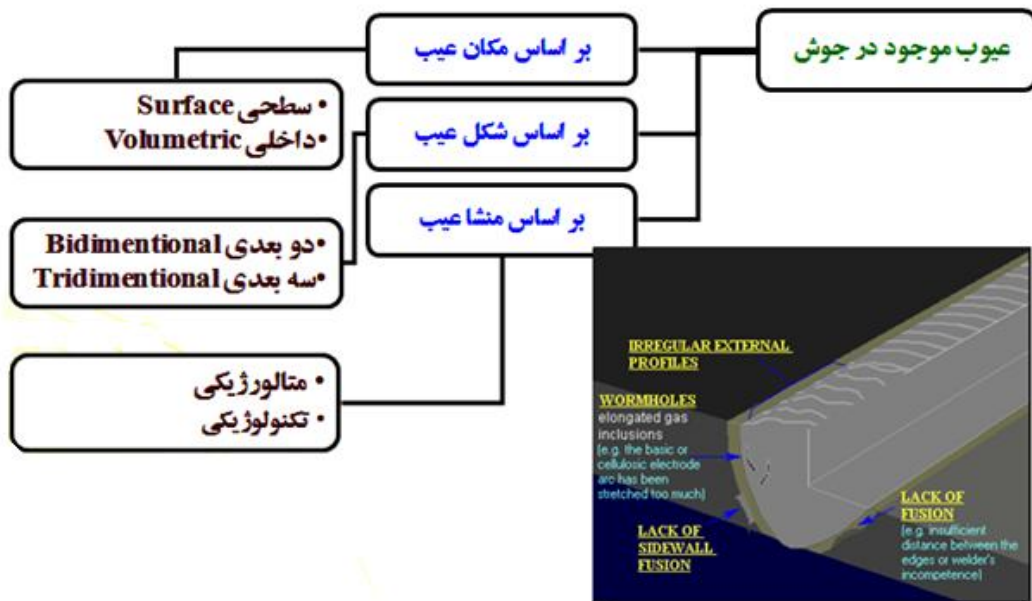 عیوب موجود در جوش
بر اساس مکان عیب
• سطحی Surface
• داخلی Volumetric
بر اساس شکل عیب
• دو بعدی Bidimentional
• سه بعدی Tridimentional
بر اساس منشا عیب
• متالورژیکی
• تکنولوژیکی
IRREGULAR EXTERNAL
PROFILES
WORMHOLES
elongated gas
inclusions
(e.g. the basic or
cellulosic electrode
arc has been
stretched too much)
LACK OF
SIDEWALL
FUSION
LACK OF
FUSION
(e.g. insufficient
distance between the
edges or welder's
incompetence)